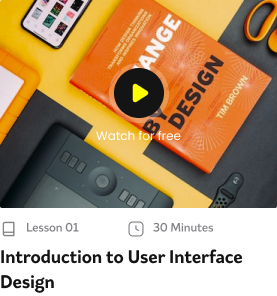 CHANGE
BY
DESIGN
TIM BROWN
Watch for free
Lesson 01
30 Minutes
Introduction to User Interface
Design